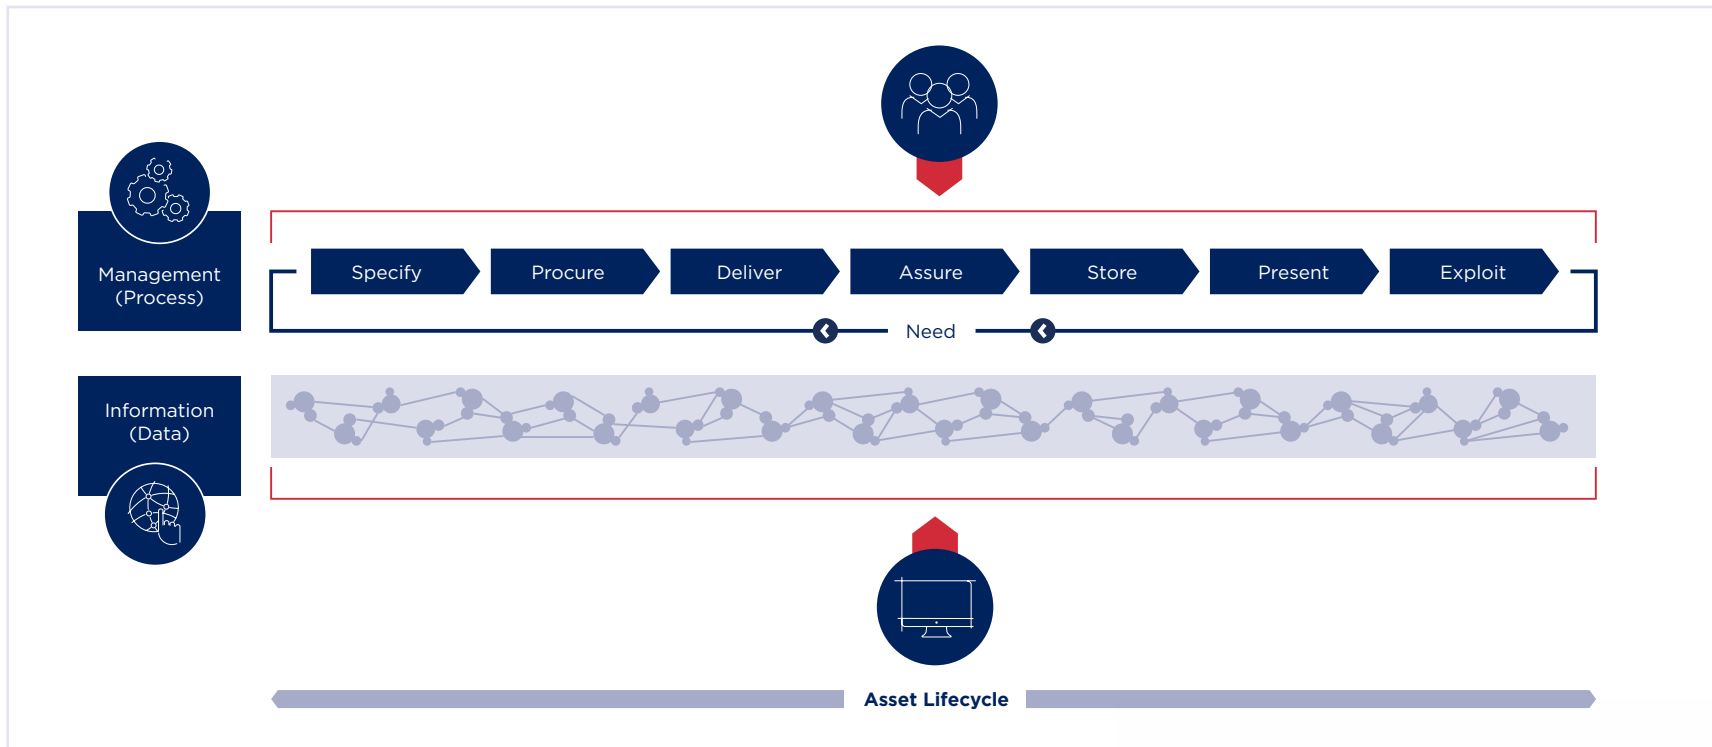 Management
(Process)
Specify
Procure
Deliver
Assure
Store
Present
Exploit
Need
Information
(Data)
Asset Lifecycle